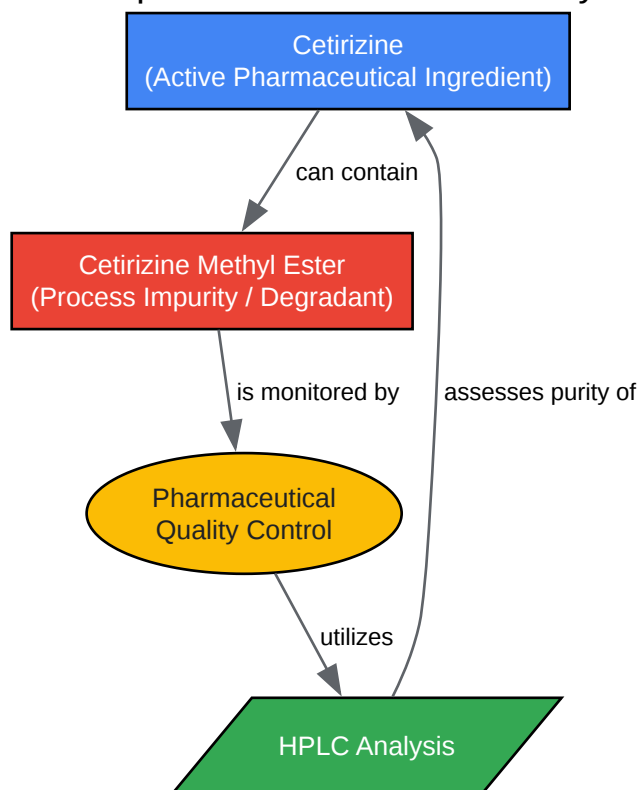 Cetirizine
(Active Pharmaceutical Ingredient)
can contain
Cetirizine Methyl Ester
(Process Impurity / Degradant)
is monitored by
assesses purity of
Pharmaceutical
Quality Control
utilizes
HPLC Analysis